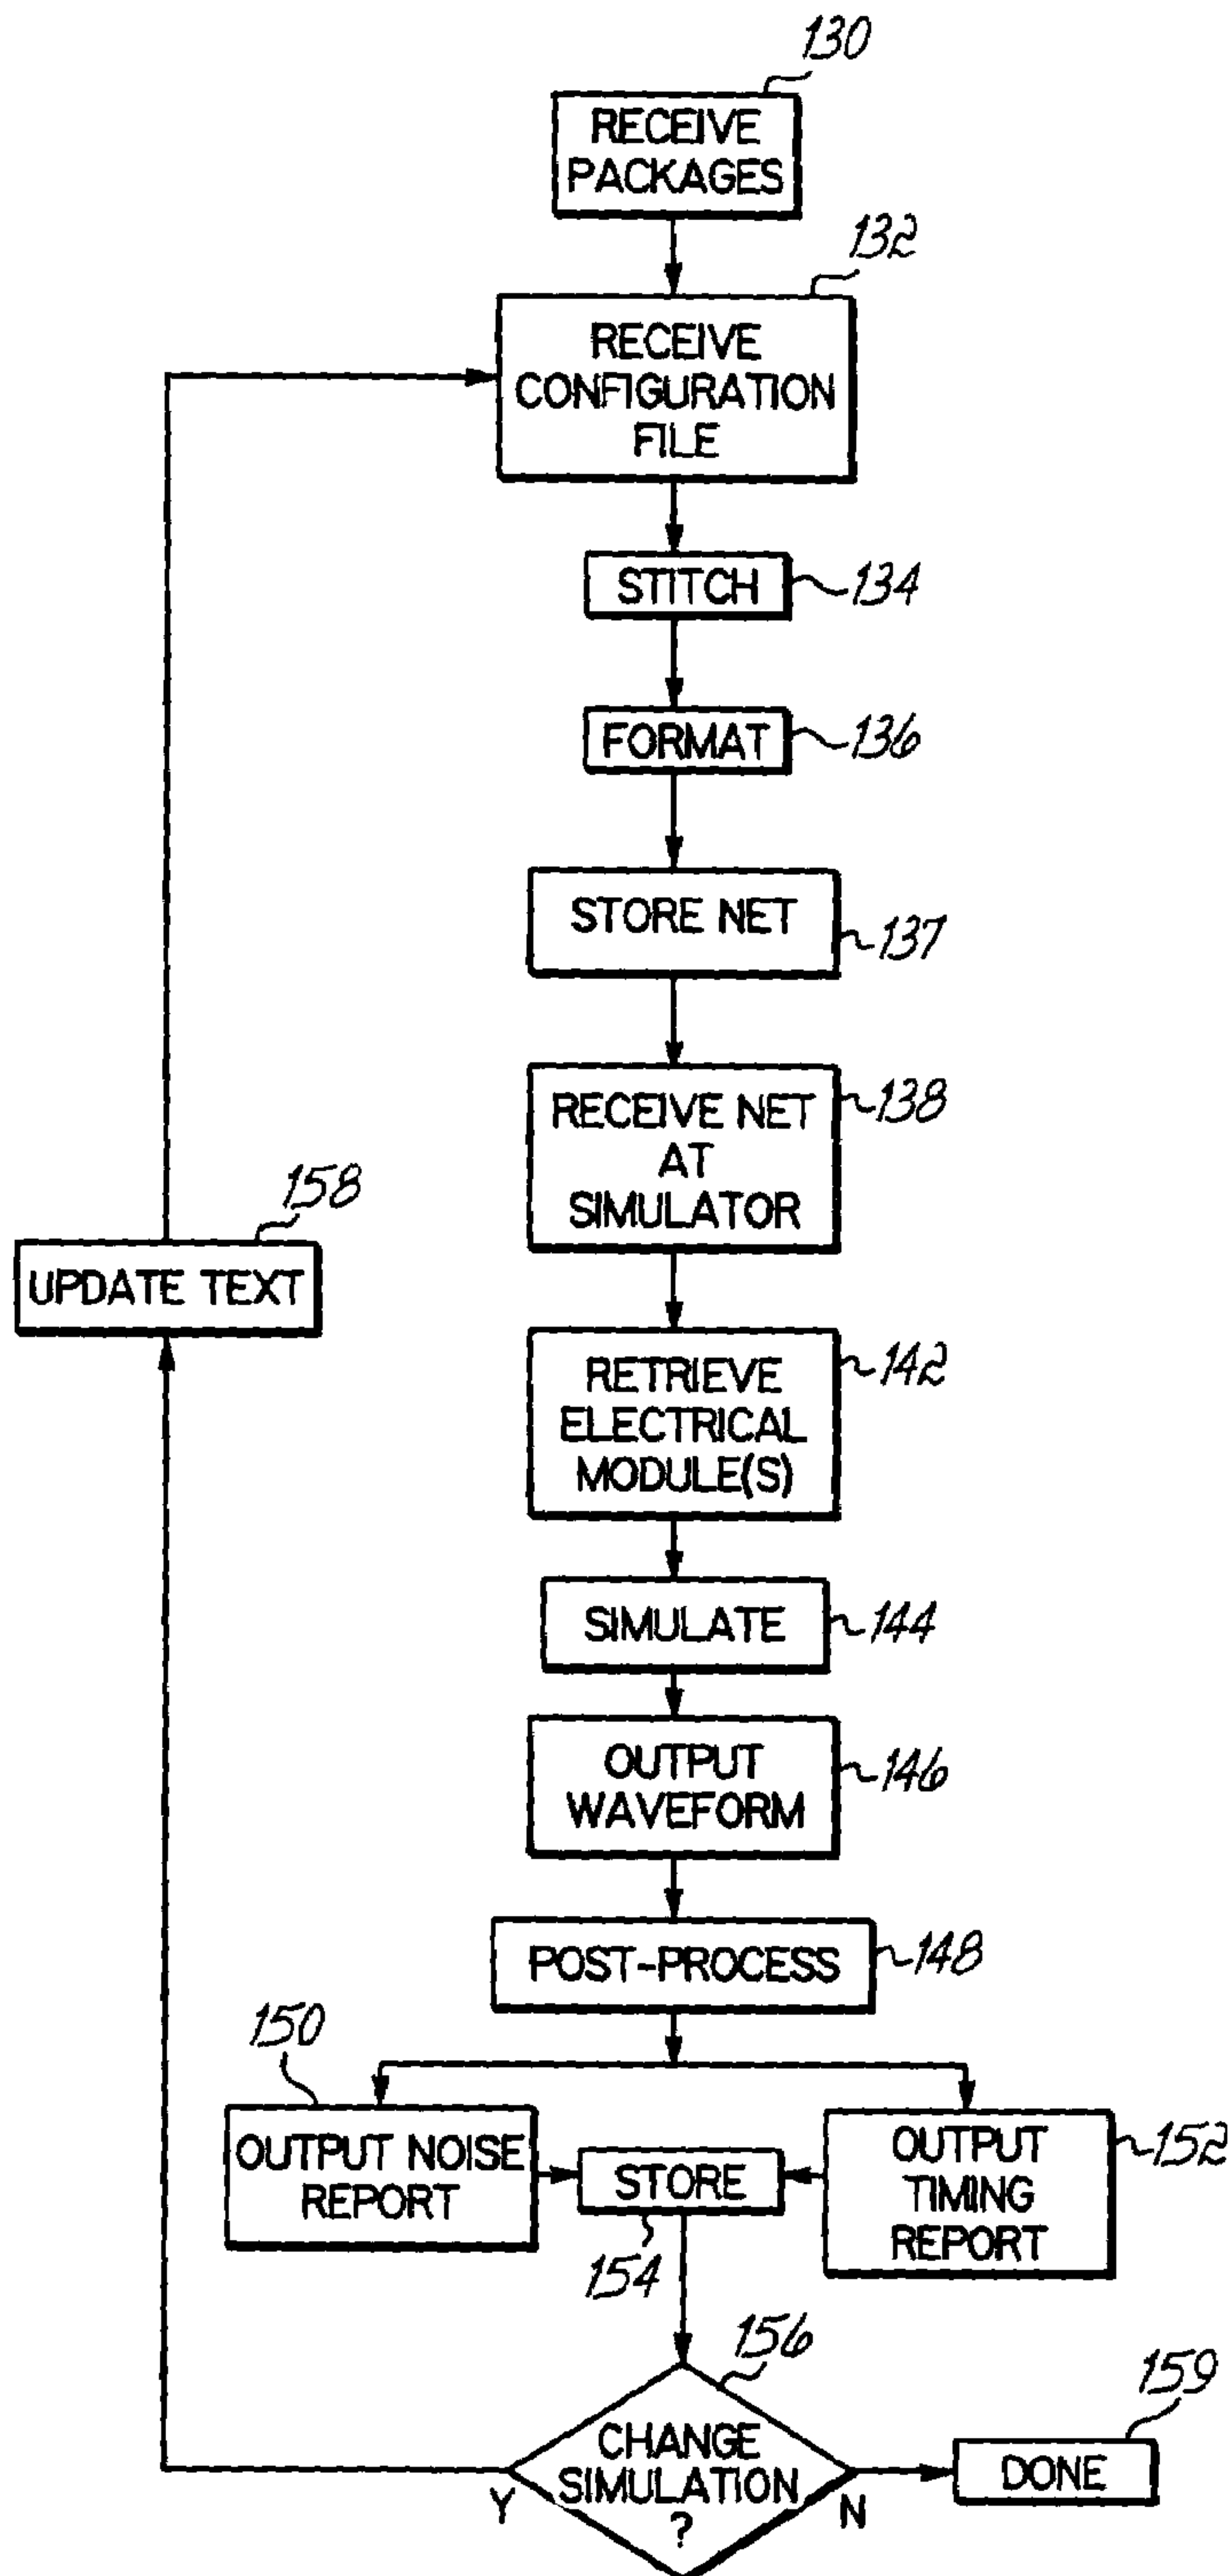 130
RECEIVE
PACKAGES
132
RECEIVE
CONFIGURATION
FILE
STITCH
134
FORMAT
136
STORE NET
137
RECEIVE NET
AT
SIMULATOR
138
158
UPDATE TEXT
RETRIEVE
ELECTRICAL
MODULE(S)
142
SIMULATE
144
OUTPUT
WAVEFORM
146
POST-PROCESS
148
150
OUTPUT NOISE
REPORT
STORE
154
OUTPUT
TIMING
REPORT
152
156
CHANGE
SIMULATION
?
Y
N
159
DONE